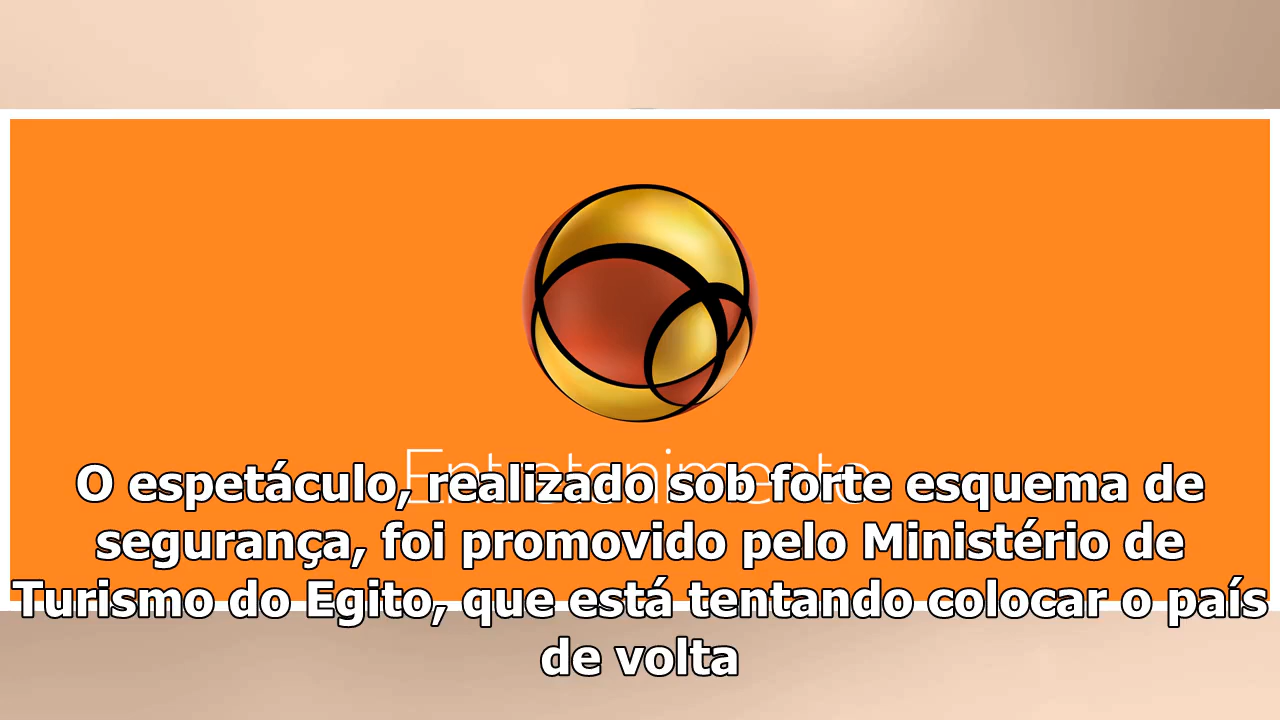 Entretenimento
O espetáculo, realizado sob forte esquema de
segurança, foi promovido pelo Ministério de
Turismo do Egito, que está tentando colocar o país
de volta